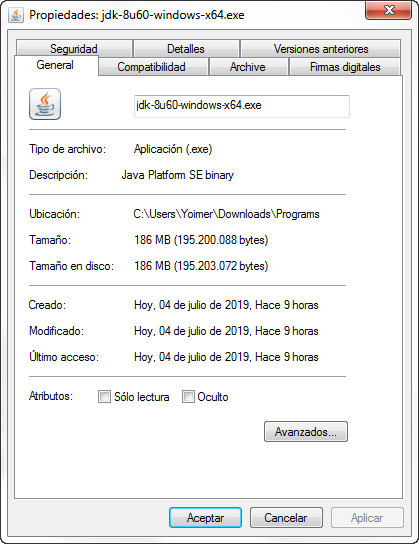 Propiedades: jdk-8u60-windows-x64.exe
Seguridad Detalles Versiones anteriores
General Compatibilidad Archive Firmas digitales
jdk-8u60-windows-x64.exe
Tipo de archivo: Aplicación (.exe)
Descripción: Java Platform SE binary
Ubicación: C:\Users\Yoimer\Downloads\Programs
Tamaño: 186 MB (195.200.088 bytes)
Tamaño en disco: 186 MB (195.203.072 bytes)
Creado: Hoy, 04 de julio de 2019, Hace 9 horas
Modificado: Hoy, 04 de julio de 2019, Hace 9 horas
Último acceso: Hoy, 04 de julio de 2019, Hace 9 horas
Atributos: Sólo lectura Oculto
Avanzados...
Aceptar Cancelar Aplicar